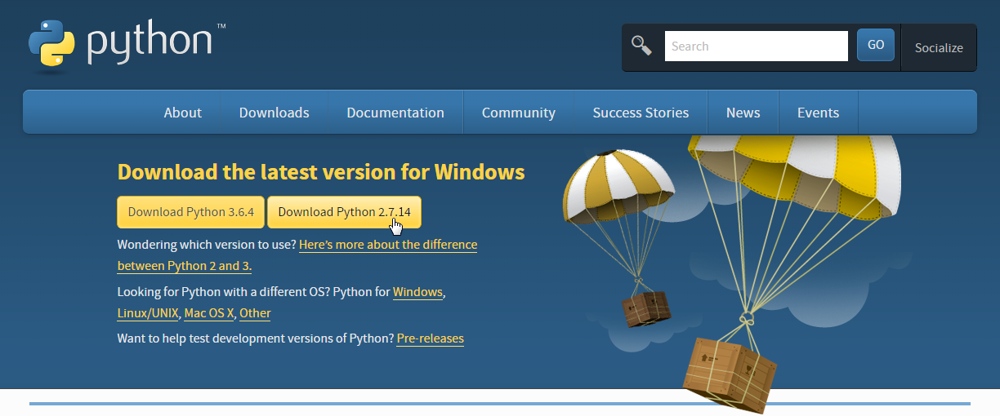 python™
Search
GO
Socialize
About
Downloads
Documentation
Community
Success Stories
News
Events
Download the latest version for Windows
Download Python 3.6.4
Download Python 2.7.14
Wondering which version to use? Here's more about the difference
between Python 2 and 3.
Looking for Python with a different OS? Python for Windows,
Linux/UNIX, Mac OS X, Other
Want to help test development versions of Python? Pre-releases